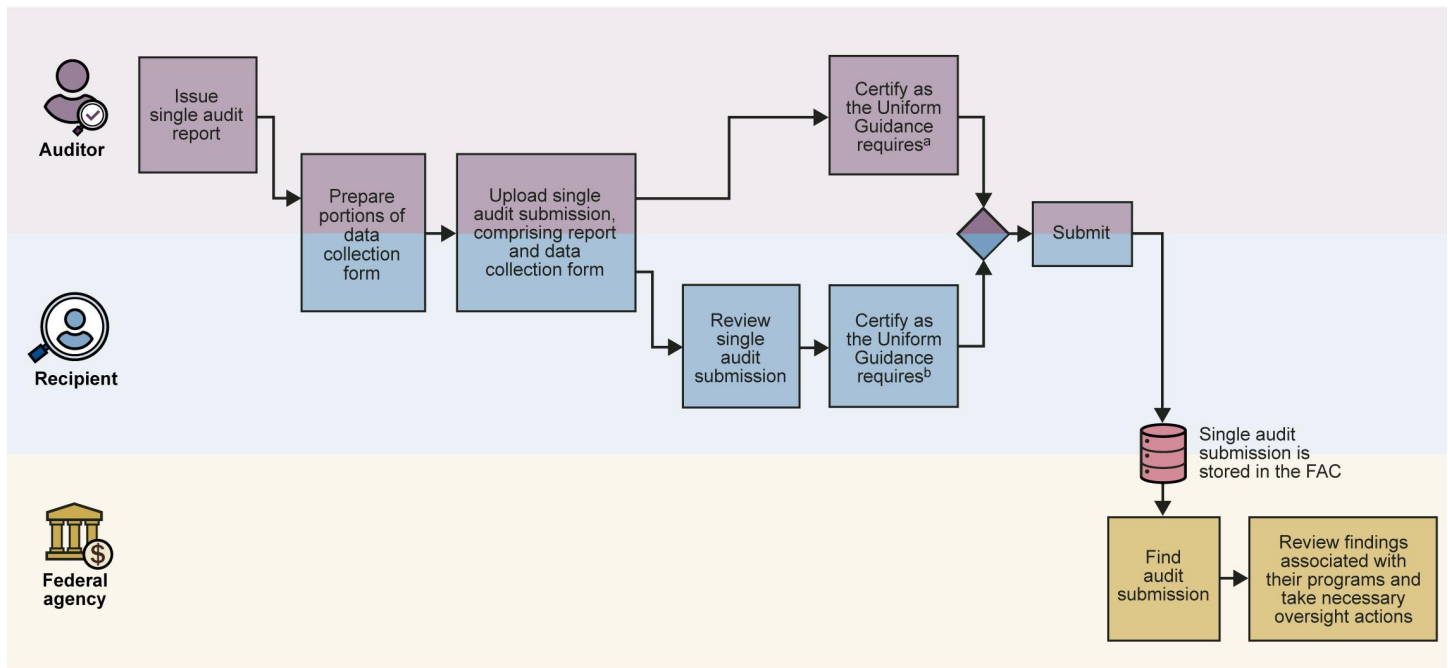 Auditor
Issue
single audit
report
Prepare
portions of
data
collection
form
Upload single
audit submission,
comprising report
and data
collection form
Certify as
the Uniform
Guidance
requiresᵃ
Submit
Recipient
Review
single
audit
submission
Certify as
the Uniform
Guidance
requiresᵇ
Single audit
submission is
stored in the FAC
$
Federal
agency
Find
audit
submission
Review findings
associated with
their programs and
take necessary
oversight actions